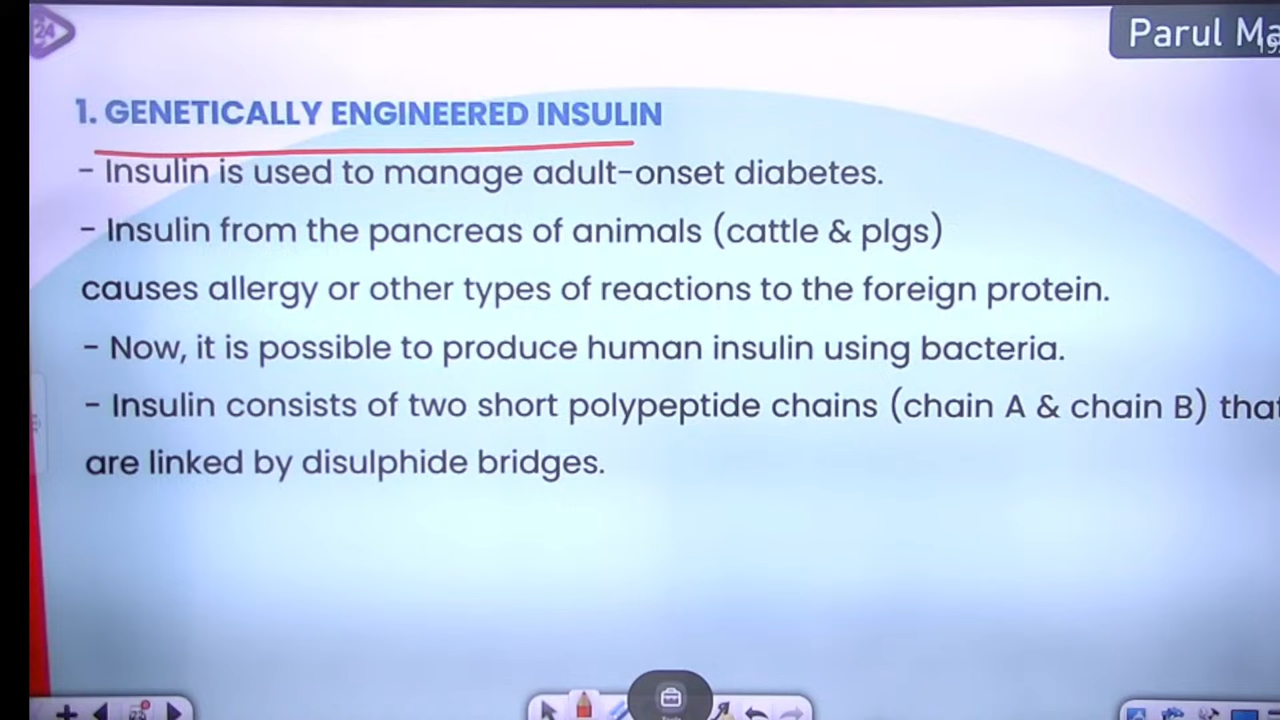 24
Parul Ma
1. GENETICALLY ENGINEERED INSULIN
- Insulin is used to manage adult-onset diabetes.
- Insulin from the pancreas of animals (cattle & plgs)
causes allergy or other types of reactions to the foreign protein.
- Now, it is possible to produce human insulin using bacteria.
- Insulin consists of two short polypeptide chains (chain A & chain B) that
are linked by disulphide bridges.